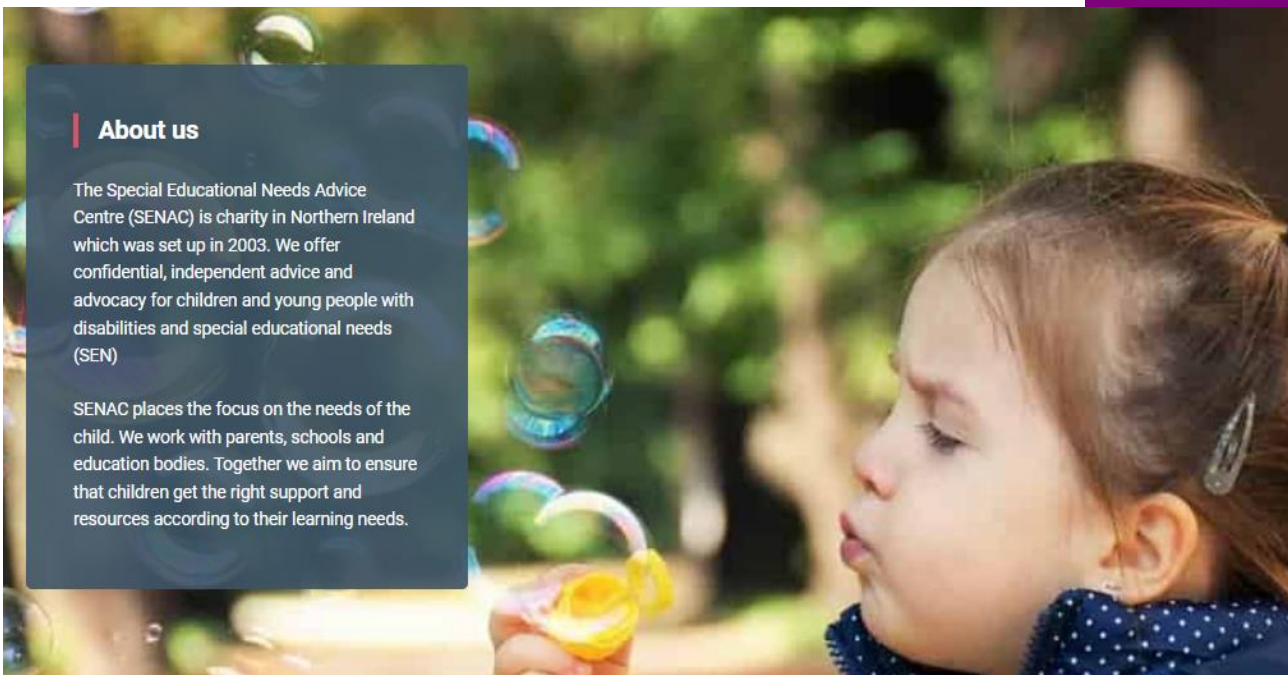 About us
The Special Educational Needs Advice
Centre (SENAC) is charity in Northern Ireland
which was set up in 2003. We offer
confidential, independent advice and
advocacy for children and young people with
disabilities and special educational needs
(SEN)
SENAC places the focus on the needs of the
child. We work with parents, schools and
education bodies. Together we aim to ensure
that children get the right support and
resources according to their learning needs.